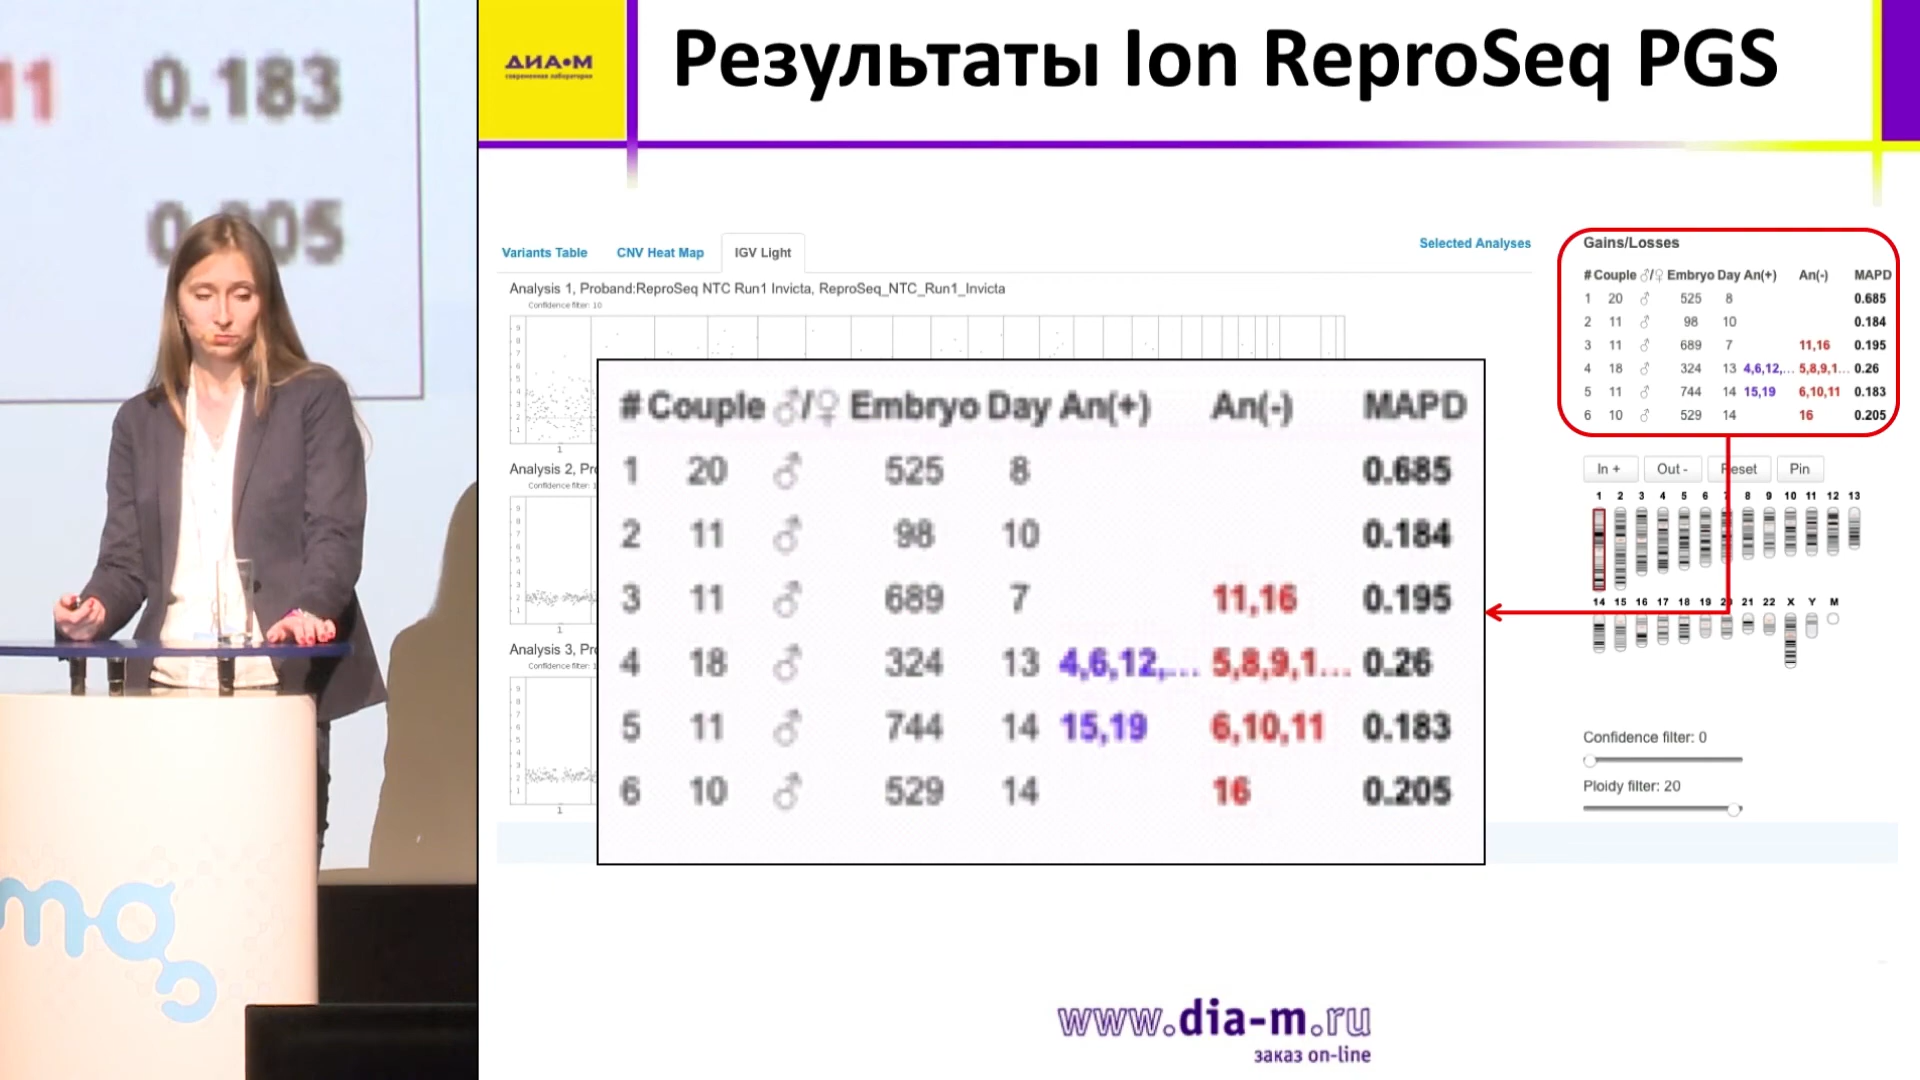 11 0.183
ДИА•М
современная лаборатория
Результаты Ion ReproSeq PGS
Variants Table CNV Heat Map IGV Light
Selected Analyses
Analysis 1, Proband:ReproSeq NTC Run1 Invicta, ReproSeq_NTC_Run1_Invicta
Confidence filter: 10
Analysis 2, Pr
Confidence filter:
Analysis 3, Pr
Confidence filter:
# Couple ♂/♀ Embryo Day An(+) An(-) MAPD
1 20 ♂ 525 8 0.685
2 11 ♂ 98 10 0.184
3 11 ♂ 689 7 11,16 0.195
4 18 ♂ 324 13 4,6,12,... 5,8,9,1... 0.26
5 11 ♂ 744 14 15,19 6,10,11 0.183
6 10 ♂ 529 14 16 0.205
Gains/Losses
# Couple ♂/♀ Embryo Day An(+) An(-) MAPD
1 20 ♂ 525 8 0.685
2 11 ♂ 98 10 0.184
3 11 ♂ 689 7 11,16 0.195
4 18 ♂ 324 13 4,6,12,... 5,8,9,1... 0.26
5 11 ♂ 744 14 15,19 6,10,11 0.183
6 10 ♂ 529 14 16 0.205
In + Out - Reset Pin
1 2 3 4 5 6 7 8 9 10 11 12 13
14 15 16 17 18 19 20 21 22 X Y M
Confidence filter: 0
Ploidy filter: 20
mg
www.dia-m.ru
заказ on-line